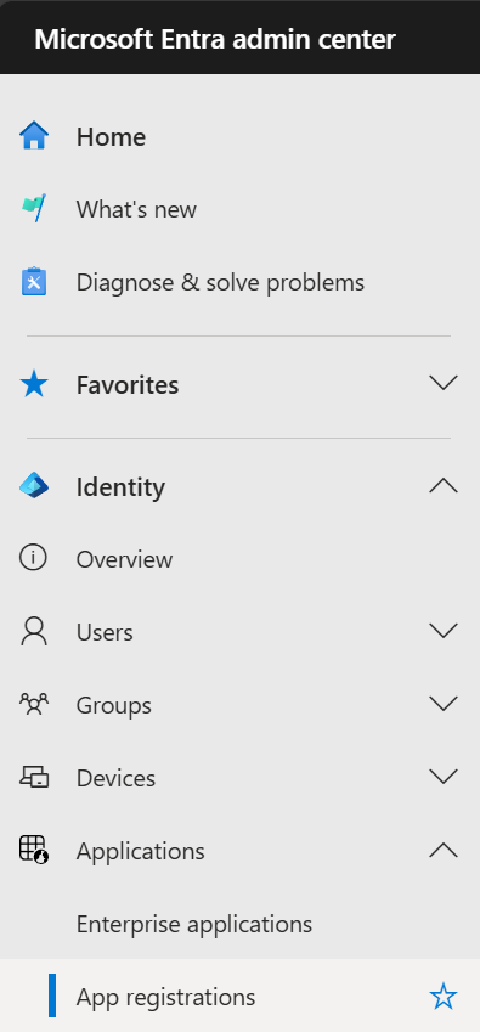 Microsoft Entra admin center
Home
What's new
Diagnose & solve problems
Favorites
Identity
Overview
Users
Groups
Devices
Applications
Enterprise applications
App registrations